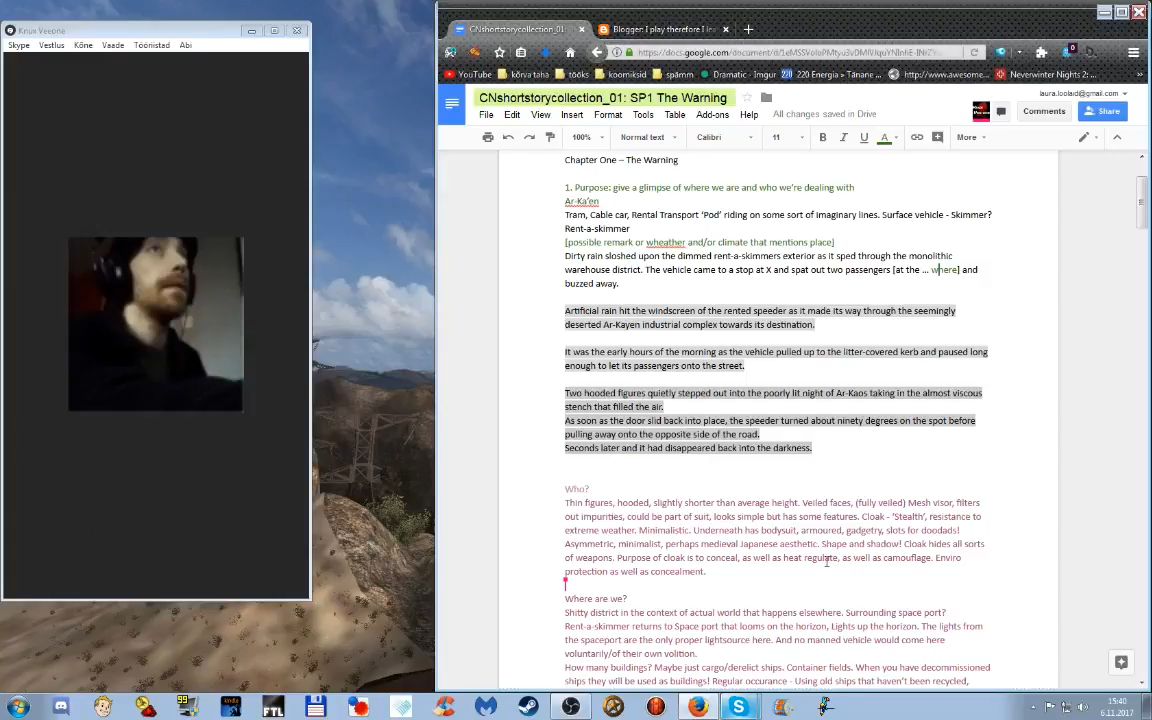 Knux Veeone
Skype Vestlus Kõne Vaade Tööriistad Abi
CNshortstorycollection_01
Blogger: I play therefore I le
YouTube kõrva taha tööks koomiksid spämm Dramatic - Imgur 220 Energia » Tänane ... http://www.awesome... Neverwinter Nights 2:
CNshortstorycollection_01: SP1 The Warning
laura.loolaid@gmail.com
File Edit View Insert Format Tools Table Add-ons Help All changes saved in Drive
Comments Share
100% Normal text Calibri 11 B I U A More
Chapter One – The Warning
1. Purpose: give a glimpse of where we are and who we're dealing with
Ar-Ka'en
Tram, Cable car, Rental Transport 'Pod' riding on some sort of imaginary lines. Surface vehicle - Skimmer?
Rent-a-skimmer
[possible remark or wheather and/or climate that mentions place]
Dirty rain sloshed upon the dimmed rent-a-skimmers exterior as it sped through the monolithic
warehouse district. The vehicle came to a stop at X and spat out two passengers [at the ... where] and
buzzed away.
Artificial rain hit the windscreen of the rented speeder as it made its way through the seemingly
deserted Ar-Kayen industrial complex towards its destination.
It was the early hours of the morning as the vehicle pulled up to the litter-covered kerb and paused long
enough to let its passengers onto the street.
Two hooded figures quietly stepped out into the poorly lit night of Ar-Kaos taking in the almost viscous
stench that filled the air.
As soon as the door slid back into place, the speeder turned about ninety degrees on the spot before
pulling away onto the opposite side of the road.
Seconds later and it had disappeared back into the darkness.
Who?
Thin figures, hooded, slightly shorter than average height. Veiled faces, (fully veiled) Mesh visor, filters
out impurities, could be part of suit, looks simple but has some features. Cloak - 'Stealth', resistance to
extreme weather. Minimalistic. Underneath has bodysuit, armoured, gadgetry, slots for doodads!
Asymmetric, minimalist, perhaps medieval Japanese aesthetic. Shape and shadow! Cloak hides all sorts
of weapons. Purpose of cloak is to conceal, as well as heat regulate, as well as camouflage. Enviro
protection as well as concealment.
Where are we?
Shitty district in the context of actual world that happens elsewhere. Surrounding space port?
Rent-a-skimmer returns to Space port that looms on the horizon, Lights up the horizon. The lights from
the spaceport are the only proper lightsource here. And no manned vehicle would come here
voluntarily/of their own volition.
How many buildings? Maybe just cargo/derelict ships. Container fields. When you have decommissioned
ships they will be used as buildings! Regular occurance - Using old ships that haven't been recycled,
99
kindle
FTL
15:40
6.11.2017